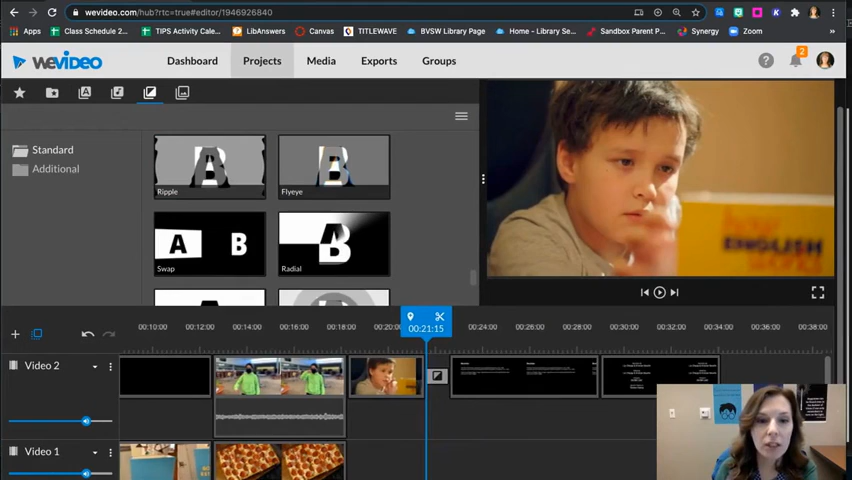 wevideo.com/hub?rtc=true#editor/1946926840
Apps
Class Schedule 2...
TIPS Activity Cale...
LibAnswers
Canvas
TITLEWAVE
BVSW Library Page
Home - Library Se...
Sandbox Parent P...
Synergy
Zoom
»
wevideo
Dashboard
Projects
Media
Exports
Groups
2
Standard
Additional
Ripple
Flyeye
A
B
Swap
Radial
how
ENGLISH
works
00:21:15
00:10:00
00:12:00
00:14:00
00:16:00
00:18:00
00:20:00
00:24:00
00:26:00
00:28:00
00:30:00
00:32:00
00:34:00
00:36:00
00:38:00
Video 2
Video 1